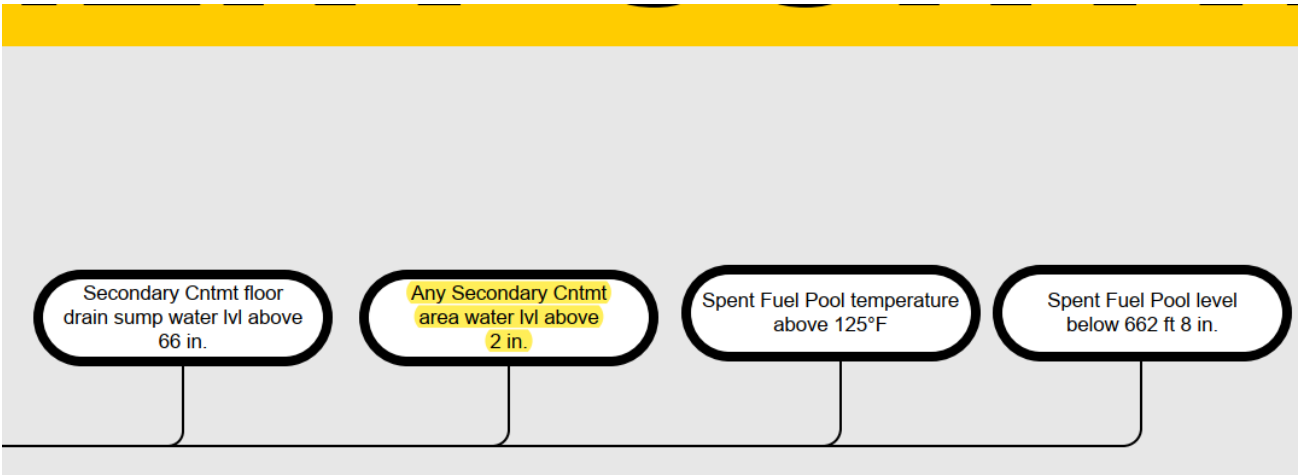 Secondary Cntmt floor
drain sump water lvl above
66 in.
Any Secondary Cntmt
area water lvl above
2 in.
Spent Fuel Pool temperature
above 125°F
Spent Fuel Pool level
below 662 ft 8 in.